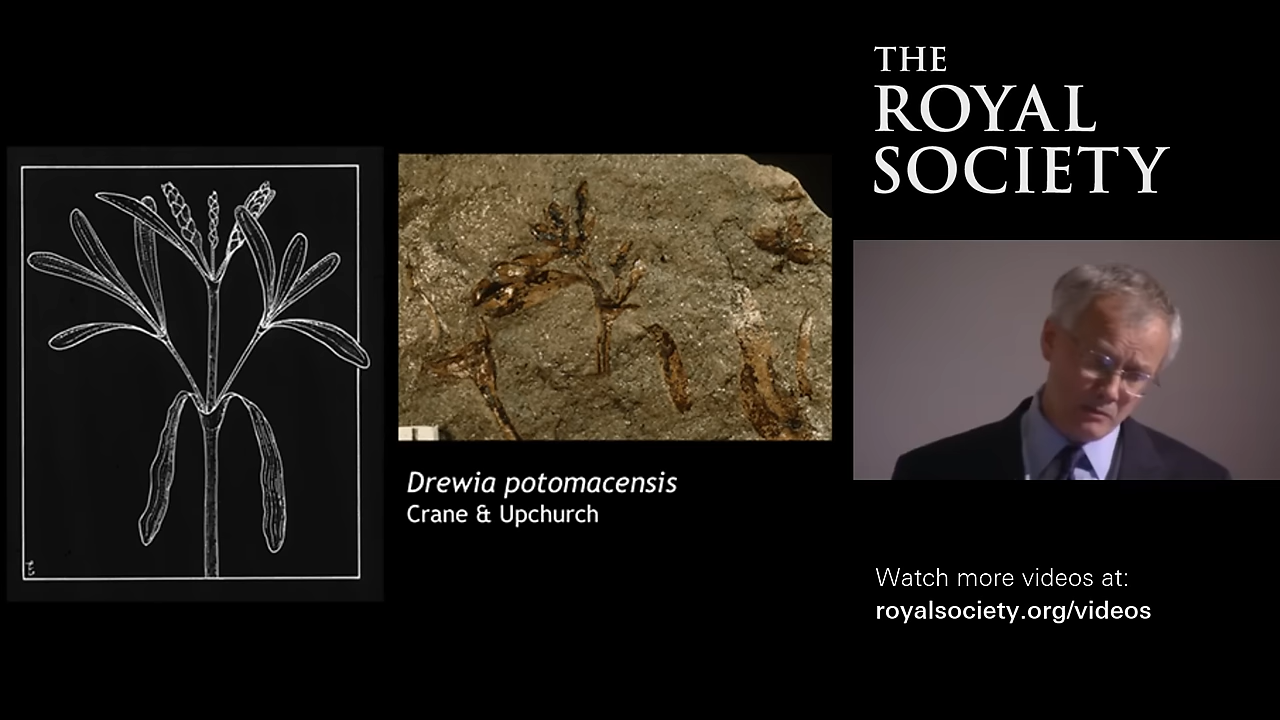 THE
ROYAL
SOCIETY
Drewia potomacensis
Crane & Upchurch
Watch more videos at:
royalsociety.org/videos